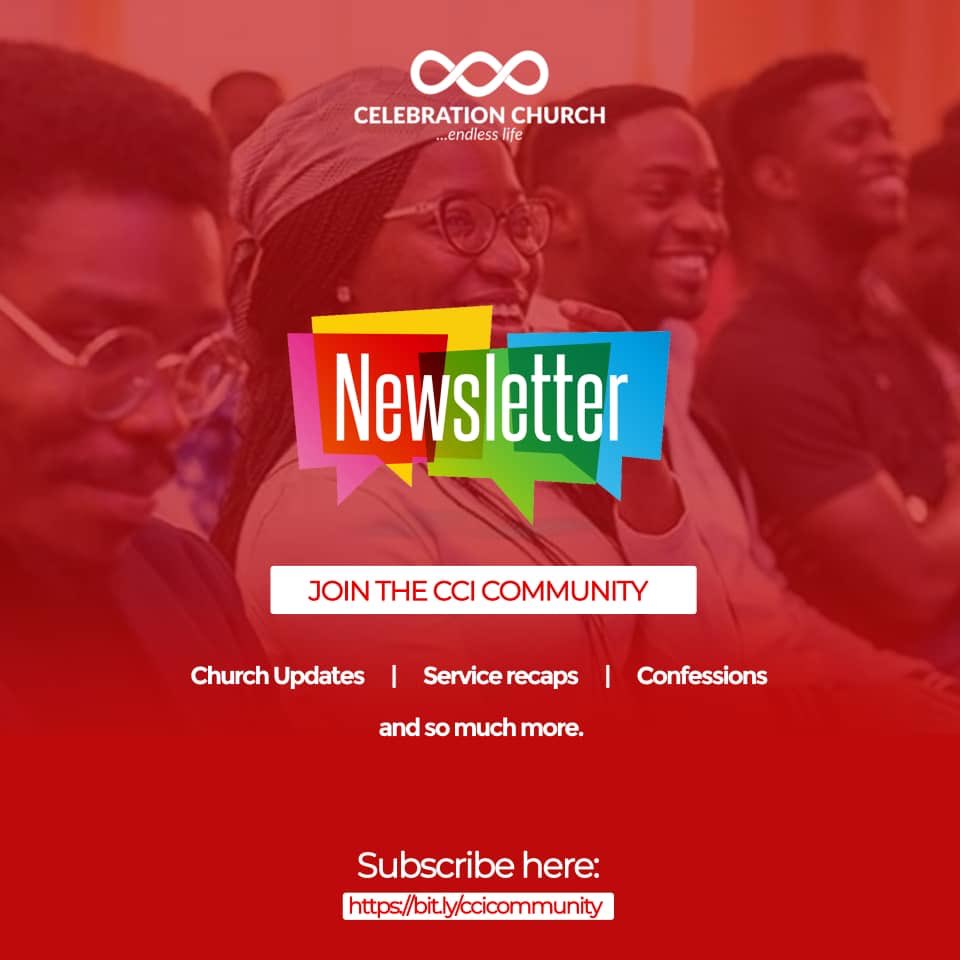 CELEBRATION CHURCH
...endless life
Newsletter
JOIN THE CCI COMMUNITY
Church Updates | Service recaps | Confessions
and so much more.
Subscribe here:
https://bit.ly/ccicommunity